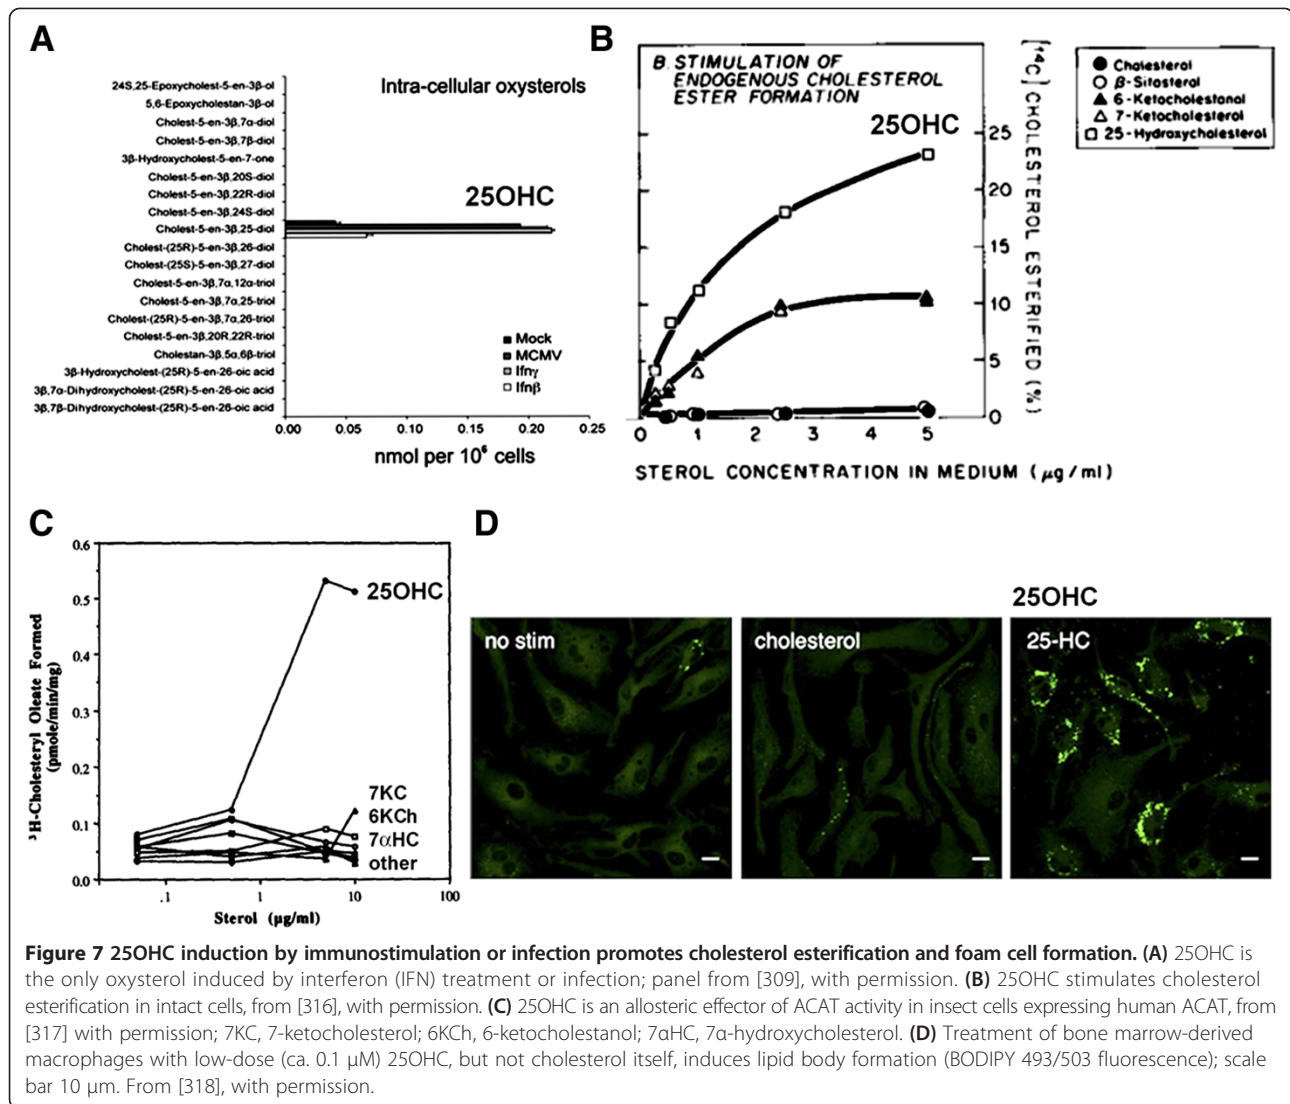 A
Intra-cellular oxysterols
24S,25-Epoxycholest-5-en-3β-ol
5,6-Epoxycholestan-3β-ol
Cholest-5-en-3β,7α-diol
Cholest-5-en-3β,7β-diol
3β-Hydroxycholest-5-en-7-one
Cholest-5-en-3β,20S-diol
Cholest-5-en-3β,22R-diol
Cholest-5-en-3β,24S-diol
Cholest-5-en-3β,25-diol
Cholest-(25R)-5-en-3β,26-diol
Cholest-(25S)-5-en-3β,27-diol
Cholest-5-en-3β,7α,12α-triol
Cholest-5-en-3β,7α,25-triol
Cholest-(25R)-5-en-3β,7α,26-triol
Cholest-5-en-3β,20R,22R-triol
Cholestan-3β,5α,6β-triol
3β-Hydroxycholest-(25R)-5-en-26-oic acid
3β,7α-Dihydroxycholest-(25R)-5-en-26-oic acid
3β,7β-Dihydroxycholest-(25R)-5-en-26-oic acid
25OHC
Mock
MCMV
Ifnγ
Ifnβ
0.00 0.05 0.10 0.15 0.20 0.25
nmol per 10⁶ cells
B
B. STIMULATION OF
ENDOGENOUS CHOLESTEROL
ESTER FORMATION
25OHC
25
20
15
10
5
0
[¹⁴C] CHOLESTEROL ESTERIFIED (%)
0 1 2 3 4 5
STEROL CONCENTRATION IN MEDIUM (μg/ml)
Cholesterol
β-Sitosterol
6-Ketocholestanol
7-Ketocholesterol
25-Hydroxycholesterol
C
³H-Cholesteryl Oleate Formed
(pmole/min/mg)
0.6
0.5
0.4
0.3
0.2
0.1
0.0
25OHC
7KC
6KCh
7αHC
other
.1 1 10 100
Sterol (μg/ml)
D
25OHC
no stim
cholesterol
25-HC
Figure 7 25OHC induction by immunostimulation or infection promotes cholesterol esterification and foam cell formation. (A) 25OHC is
the only oxysterol induced by interferon (IFN) treatment or infection; panel from [309], with permission. (B) 25OHC stimulates cholesterol
esterification in intact cells, from [316], with permission. (C) 25OHC is an allosteric effector of ACAT activity in insect cells expressing human ACAT, from
[317] with permission; 7KC, 7-ketocholesterol; 6KCh, 6-ketocholestanol; 7αHC, 7α-hydroxycholesterol. (D) Treatment of bone marrow-derived
macrophages with low-dose (ca. 0.1 μM) 25OHC, but not cholesterol itself, induces lipid body formation (BODIPY 493/503 fluorescence); scale
bar 10 μm. From [318], with permission.